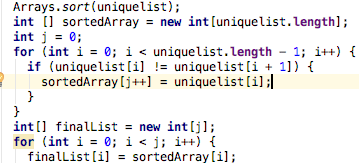 Arrays.sort(uniquelist);
int [] sortedArray = new int[uniquelist.length];
int j = 0;
for (int i = 0; i < uniquelist.length - 1; i++) {
if (uniquelist[i] != uniquelist[i + 1]) {
sortedArray[j++] = uniquelist[i];
}
}
int[] finalList = new int[j];
for (int i = 0; i < j; i++) {
finalList[i] = sortedArray[i];